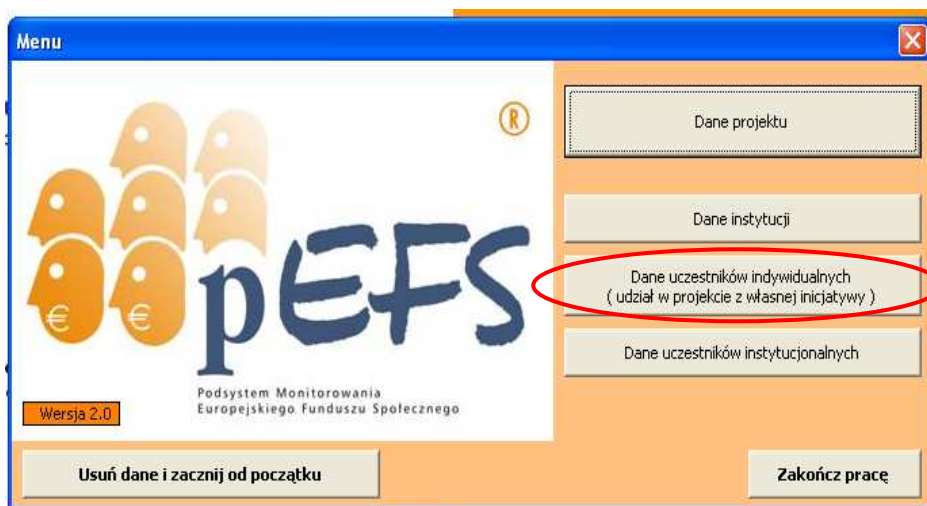 Menu
®
Dane projektu
Dane instytucji
Dane uczestników indywidualnych
( udział w projekcie z własnej inicjatywy )
Dane uczestników instytucjonalnych
pEFS
Podsystem Monitorowania
Europejskiego Funduszu Społecznego
Wersja 2.0
Usuń dane i zacznij od początku
Zakończ pracę